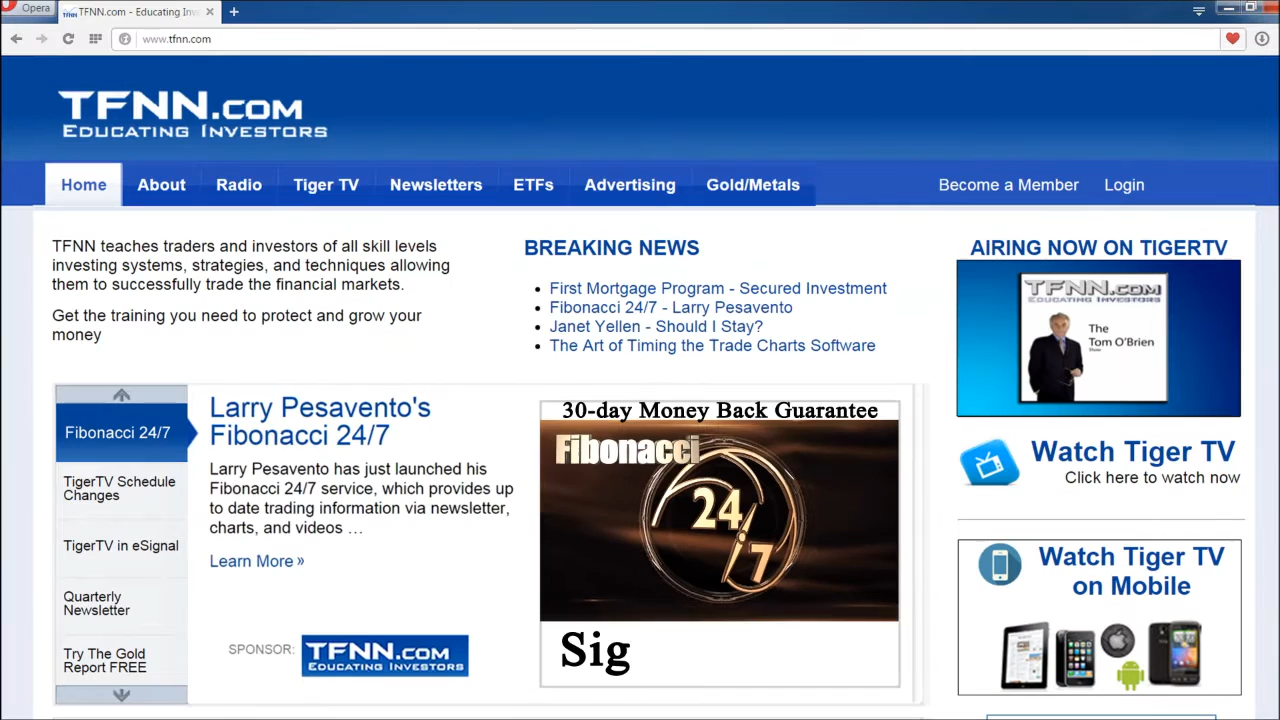 Opera
TFNN.com - Educating Inv
www.tfnn.com
TFNN.COM
EDUCATING INVESTORS
Home
About
Radio
Tiger TV
Newsletters
ETFs
Advertising
Gold/Metals
Become a Member
Login
TFNN teaches traders and investors of all skill levels
investing systems, strategies, and techniques allowing
them to successfully trade the financial markets.
Get the training you need to protect and grow your
money
BREAKING NEWS
First Mortgage Program - Secured Investment
Fibonacci 24/7 - Larry Pesavento
Janet Yellen - Should I Stay?
The Art of Timing the Trade Charts Software
AIRING NOW ON TIGERTV
TFNN.COM
EDUCATING INVESTORS
The
Tom O'Brien
Show
Watch Tiger TV
Click here to watch now
Watch Tiger TV
on Mobile
Fibonacci 24/7
TigerTV Schedule
Changes
TigerTV in eSignal
Quarterly
Newsletter
Try The Gold
Report FREE
Larry Pesavento's
Fibonacci 24/7
Larry Pesavento has just launched his
Fibonacci 24/7 service, which provides up
to date trading information via newsletter,
charts, and videos …
Learn More »
SPONSOR:
TFNN.COM
EDUCATING INVESTORS
30-day Money Back Guarantee
Fibonacci
24
7
Sig